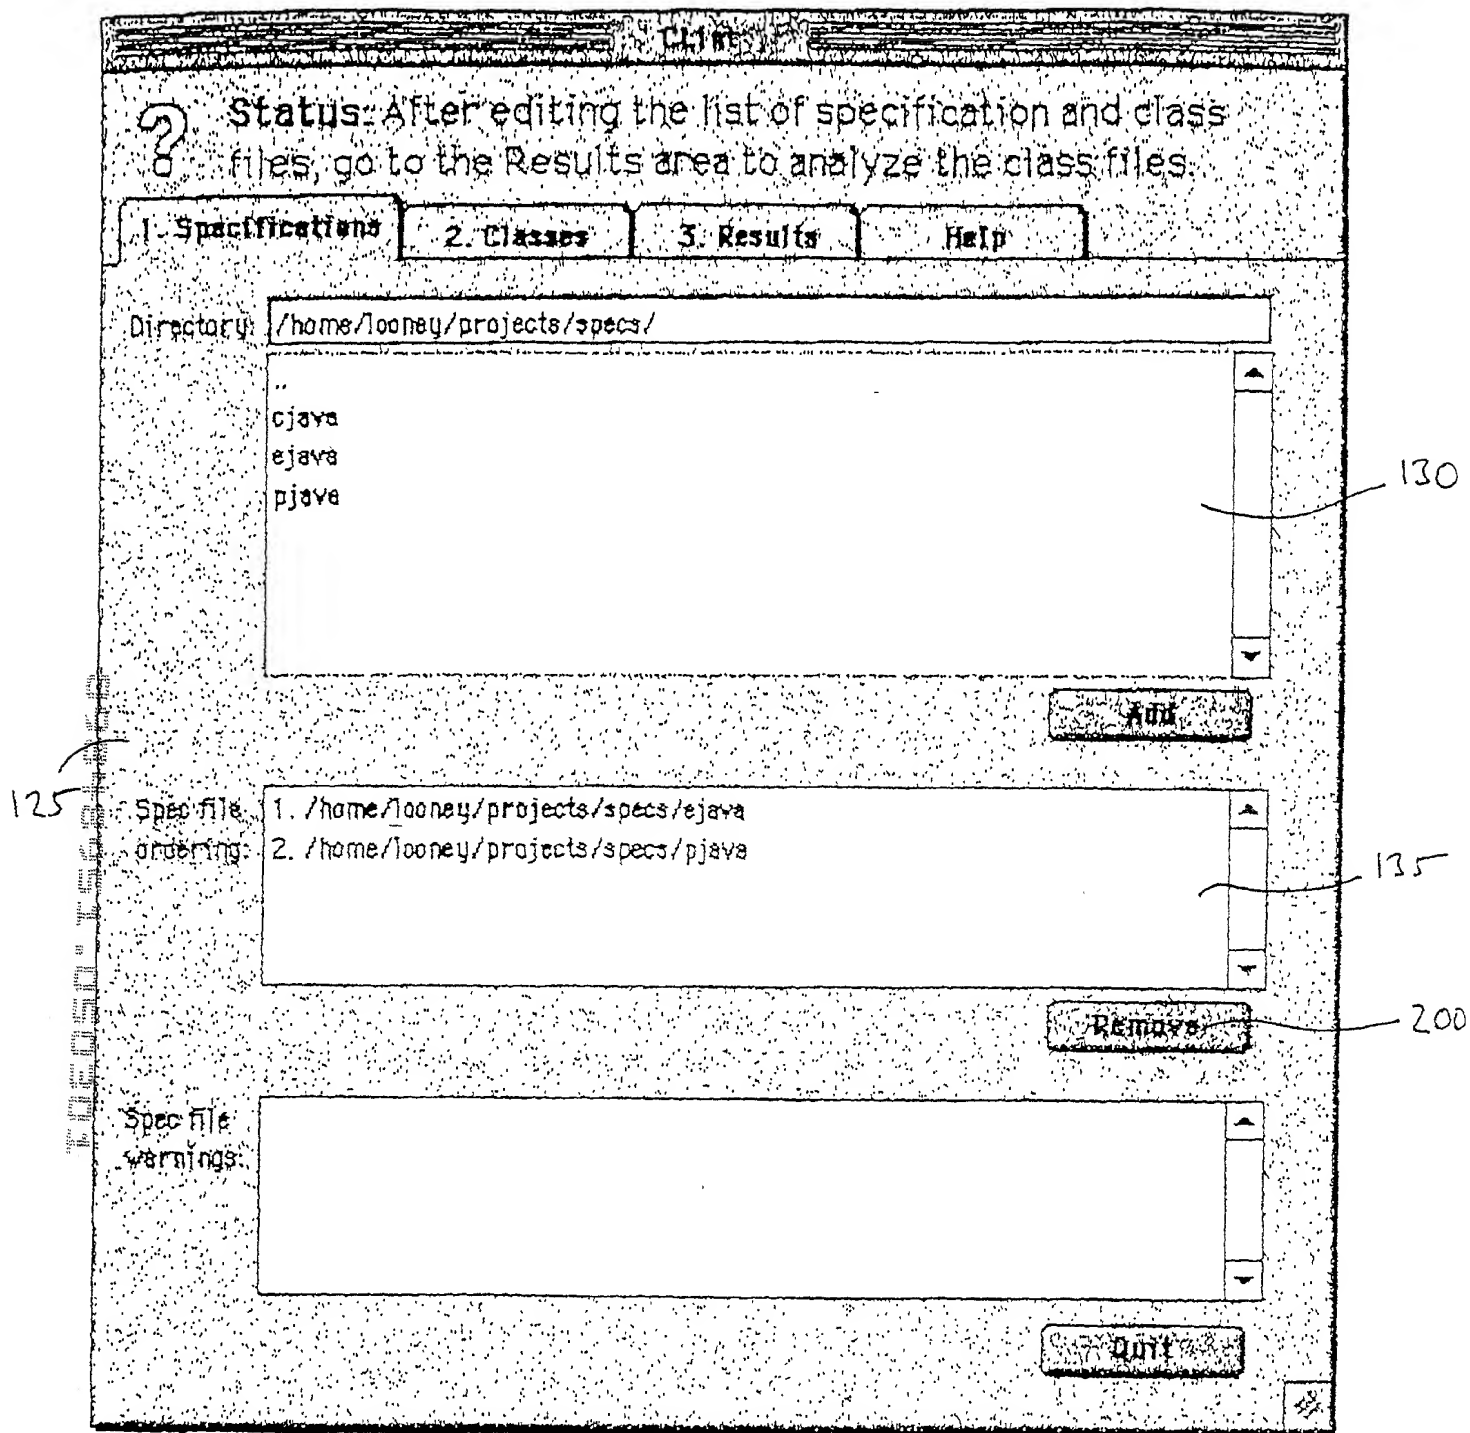 CLint
Status: After editing the list of specification and class
files, go to the Results area to analyze the class files.
1. Specifications 2. Classes 3. Results Help
Directory: /home/looney/projects/specs/
..
cjava
ejava
pjava
130
Add
125
Spec file 1. /home/looney/projects/specs/ejava
ordering: 2. /home/looney/projects/specs/pjava
135
Remove
200
Spec file
warnings:
Quit